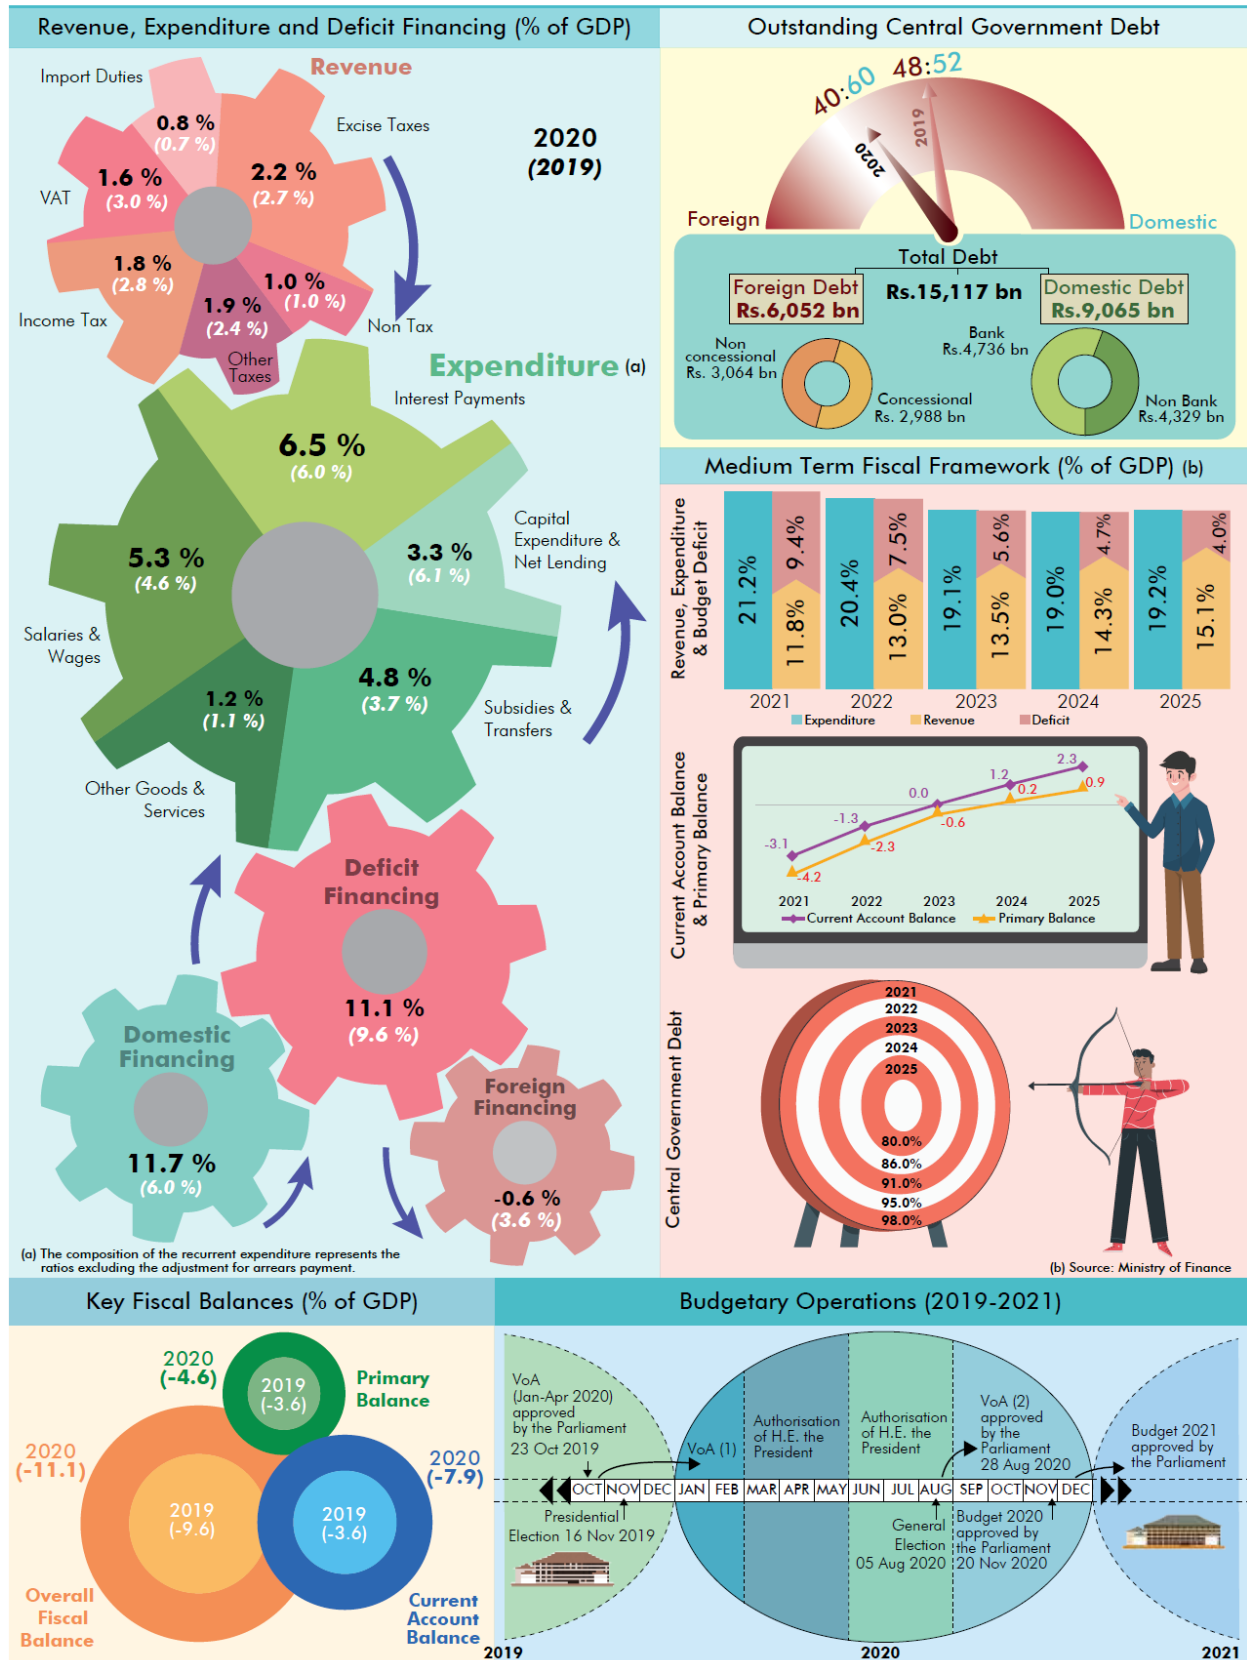 Revenue, Expenditure and Deficit Financing (% of GDP)
Revenue
Import Duties
0.8 %
(0.7 %)
Excise Taxes
2.2 %
(2.7 %)
2020
(2019)
VAT
1.6 %
(3.0 %)
1.8 %
(2.8 %)
Income Tax
1.9 %
(2.4 %)
Other
Taxes
1.0 %
(1.0 %)
Non Tax
Expenditure (a)
Interest Payments
6.5 %
(6.0 %)
Capital
Expenditure &
Net Lending
3.3 %
(6.1 %)
5.3 %
(4.6 %)
Salaries &
Wages
4.8 %
(3.7 %)
Subsidies &
Transfers
1.2 %
(1.1 %)
Other Goods &
Services
Deficit
Financing
11.1 %
(9.6 %)
Domestic
Financing
11.7 %
(6.0 %)
Foreign
Financing
-0.6 %
(3.6 %)
(a) The composition of the recurrent expenditure represents the
ratios excluding the adjustment for arrears payment.
Outstanding Central Government Debt
40:60
48:52
2020
2019
Foreign
Domestic
Total Debt
Rs.15,117 bn
Foreign Debt
Rs.6,052 bn
Domestic Debt
Rs.9,065 bn
Non
concessional
Rs. 3,064 bn
Concessional
Rs. 2,988 bn
Bank
Rs.4,736 bn
Non Bank
Rs.4,329 bn
Medium Term Fiscal Framework (% of GDP) (b)
Revenue, Expenditure
& Budget Deficit
21.2%
9.4%
11.8%
20.4%
7.5%
13.0%
19.1%
5.6%
13.5%
19.0%
4.7%
14.3%
19.2%
4.0%
15.1%
2021 2022 2023 2024 2025
Expenditure Revenue Deficit
Current Account Balance
& Primary Balance
-3.1
-1.3
0.0
1.2
2.3
-4.2
-2.3
-0.6
0.2
0.9
2021 2022 2023 2024 2025
Current Account Balance Primary Balance
Central Government Debt
2021
2022
2023
2024
2025
80.0%
86.0%
91.0%
95.0%
98.0%
(b) Source: Ministry of Finance
Key Fiscal Balances (% of GDP)
2020
(-4.6)
2019
(-3.6)
Primary
Balance
2020
(-11.1)
2019
(-9.6)
Overall
Fiscal
Balance
2020
(-7.9)
2019
(-3.6)
Current
Account
Balance
Budgetary Operations (2019-2021)
VoA
(Jan-Apr 2020)
approved
by the Parliament
23 Oct 2019
VoA (1)
Authorisation
of H.E. the
President
Authorisation
of H.E. the
President
VoA (2)
approved
by the
Parliament
28 Aug 2020
Budget 2021
approved by
the Parliament
OCT NOV DEC JAN FEB MAR APR MAY JUN JUL AUG SEP OCT NOV DEC
Presidential
Election 16 Nov 2019
General
Election
05 Aug 2020
Budget 2020
approved by
the Parliament
20 Nov 2020
2019 2020 2021